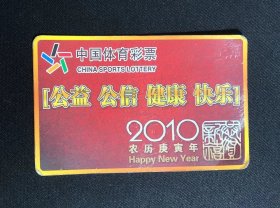 中国体育彩票
CHINA SPORTS LOTTERY
[公益 公信 健康 快乐]
2010
农历庚寅年
Happy New Year